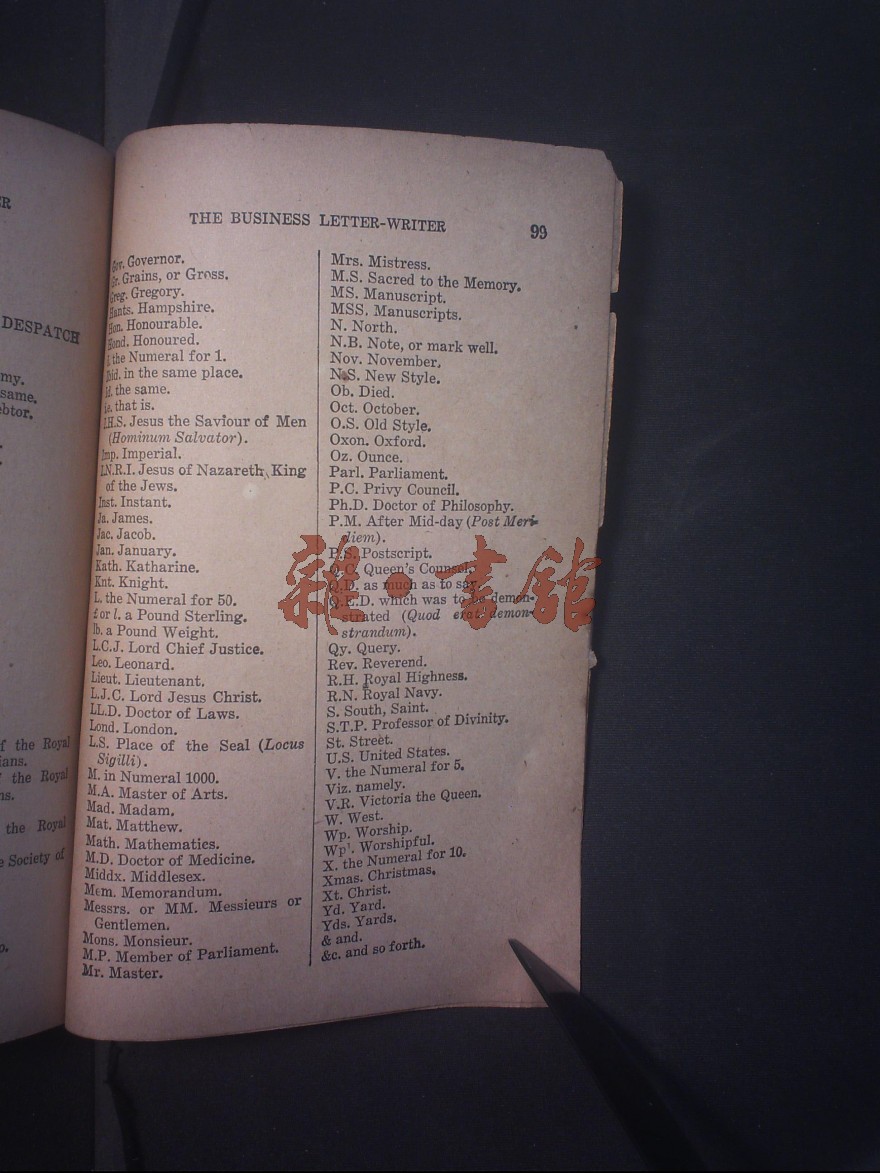 THE BUSINESS LETTER-WRITER
99
Gov. Governor.
Gr. Grains, or Gross.
Greg. Gregory.
Hants. Hampshire.
Hon. Honourable.
Hond. Honoured.
I. the Numeral for 1.
Ibid. in the same place.
Id. the same.
i.e. that is.
I.H.S. Jesus the Saviour of Men
(Hominum Salvator).
Imp. Imperial.
I.N.R.I. Jesus of Nazareth, King
of the Jews.
Inst. Instant.
Ja. James.
Jac. Jacob.
Jan. January.
Kath. Katharine.
Knt. Knight.
L. the Numeral for 50.
£ or l. a Pound Sterling.
lb. a Pound Weight.
L.C.J. Lord Chief Justice.
Leo. Leonard.
Lieut. Lieutenant.
L.J.C. Lord Jesus Christ.
LL.D. Doctor of Laws.
Lond. London.
L.S. Place of the Seal (Locus
Sigilli).
M. in Numeral 1000.
M.A. Master of Arts.
Mad. Madam.
Mat. Matthew.
Math. Mathematics.
M.D. Doctor of Medicine.
Middx. Middlesex.
Mem. Memorandum.
Messrs. or MM. Messieurs or
Gentlemen.
Mons. Monsieur.
M.P. Member of Parliament.
Mr. Master.
Mrs. Mistress.
M.S. Sacred to the Memory.
MS. Manuscript.
MSS. Manuscripts.
N. North.
N.B. Note, or mark well.
Nov. November.
N.S. New Style.
Ob. Died.
Oct. October.
O.S. Old Style.
Oxon. Oxford.
Oz. Ounce.
Parl. Parliament.
P.C. Privy Council.
Ph.D. Doctor of Philosophy.
P.M. After Mid-day (Post Meri-
diem).
P.S. Postscript.
Q.C. Queen's Counsel.
Q.D. as much as to say.
Q.E.D. which was to be demon-
strated (Quod erat demon-
strandum).
Qy. Query.
Rev. Reverend.
R.H. Royal Highness.
R.N. Royal Navy.
S. South, Saint.
S.T.P. Professor of Divinity.
St. Street.
U.S. United States.
V. the Numeral for 5.
Viz. namely.
V.R. Victoria the Queen.
W. West.
Wp. Worship.
Wpl. Worshipful.
X. the Numeral for 10.
Xmas. Christmas.
Xt. Christ.
Yd. Yard.
Yds. Yards.
& and.
&c. and so forth.
DESPATCH
same.
f the Royal
the Royal
the Royal
Society of
雜·書館